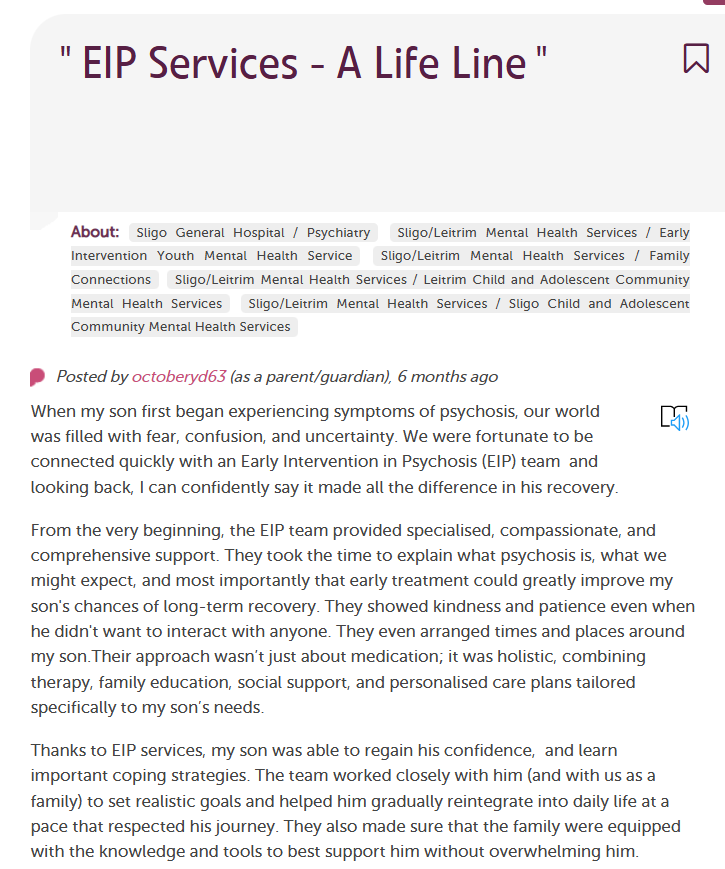 " EIP Services - A Life Line "
About: Sligo General Hospital / Psychiatry Sligo/Leitrim Mental Health Services / Early
Intervention Youth Mental Health Service Sligo/Leitrim Mental Health Services / Family
Connections Sligo/Leitrim Mental Health Services / Leitrim Child and Adolescent Community
Mental Health Services Sligo/Leitrim Mental Health Services / Sligo Child and Adolescent
Community Mental Health Services
Posted by octoberyd63 (as a parent/guardian), 6 months ago
When my son first began experiencing symptoms of psychosis, our world
was filled with fear, confusion, and uncertainty. We were fortunate to be
connected quickly with an Early Intervention in Psychosis (EIP) team  and
looking back, I can confidently say it made all the difference in his recovery.
From the very beginning, the EIP team provided specialised, compassionate, and
comprehensive support. They took the time to explain what psychosis is, what we
might expect, and most importantly that early treatment could greatly improve my
son's chances of long-term recovery. They showed kindness and patience even when
he didn't want to interact with anyone. They even arranged times and places around
my son.Their approach wasn’t just about medication; it was holistic, combining
therapy, family education, social support, and personalised care plans tailored
specifically to my son’s needs.
Thanks to EIP services, my son was able to regain his confidence,  and learn
important coping strategies. The team worked closely with him (and with us as a
family) to set realistic goals and helped him gradually reintegrate into daily life at a
pace that respected his journey. They also made sure that the family were equipped
with the knowledge and tools to best support him without overwhelming him.